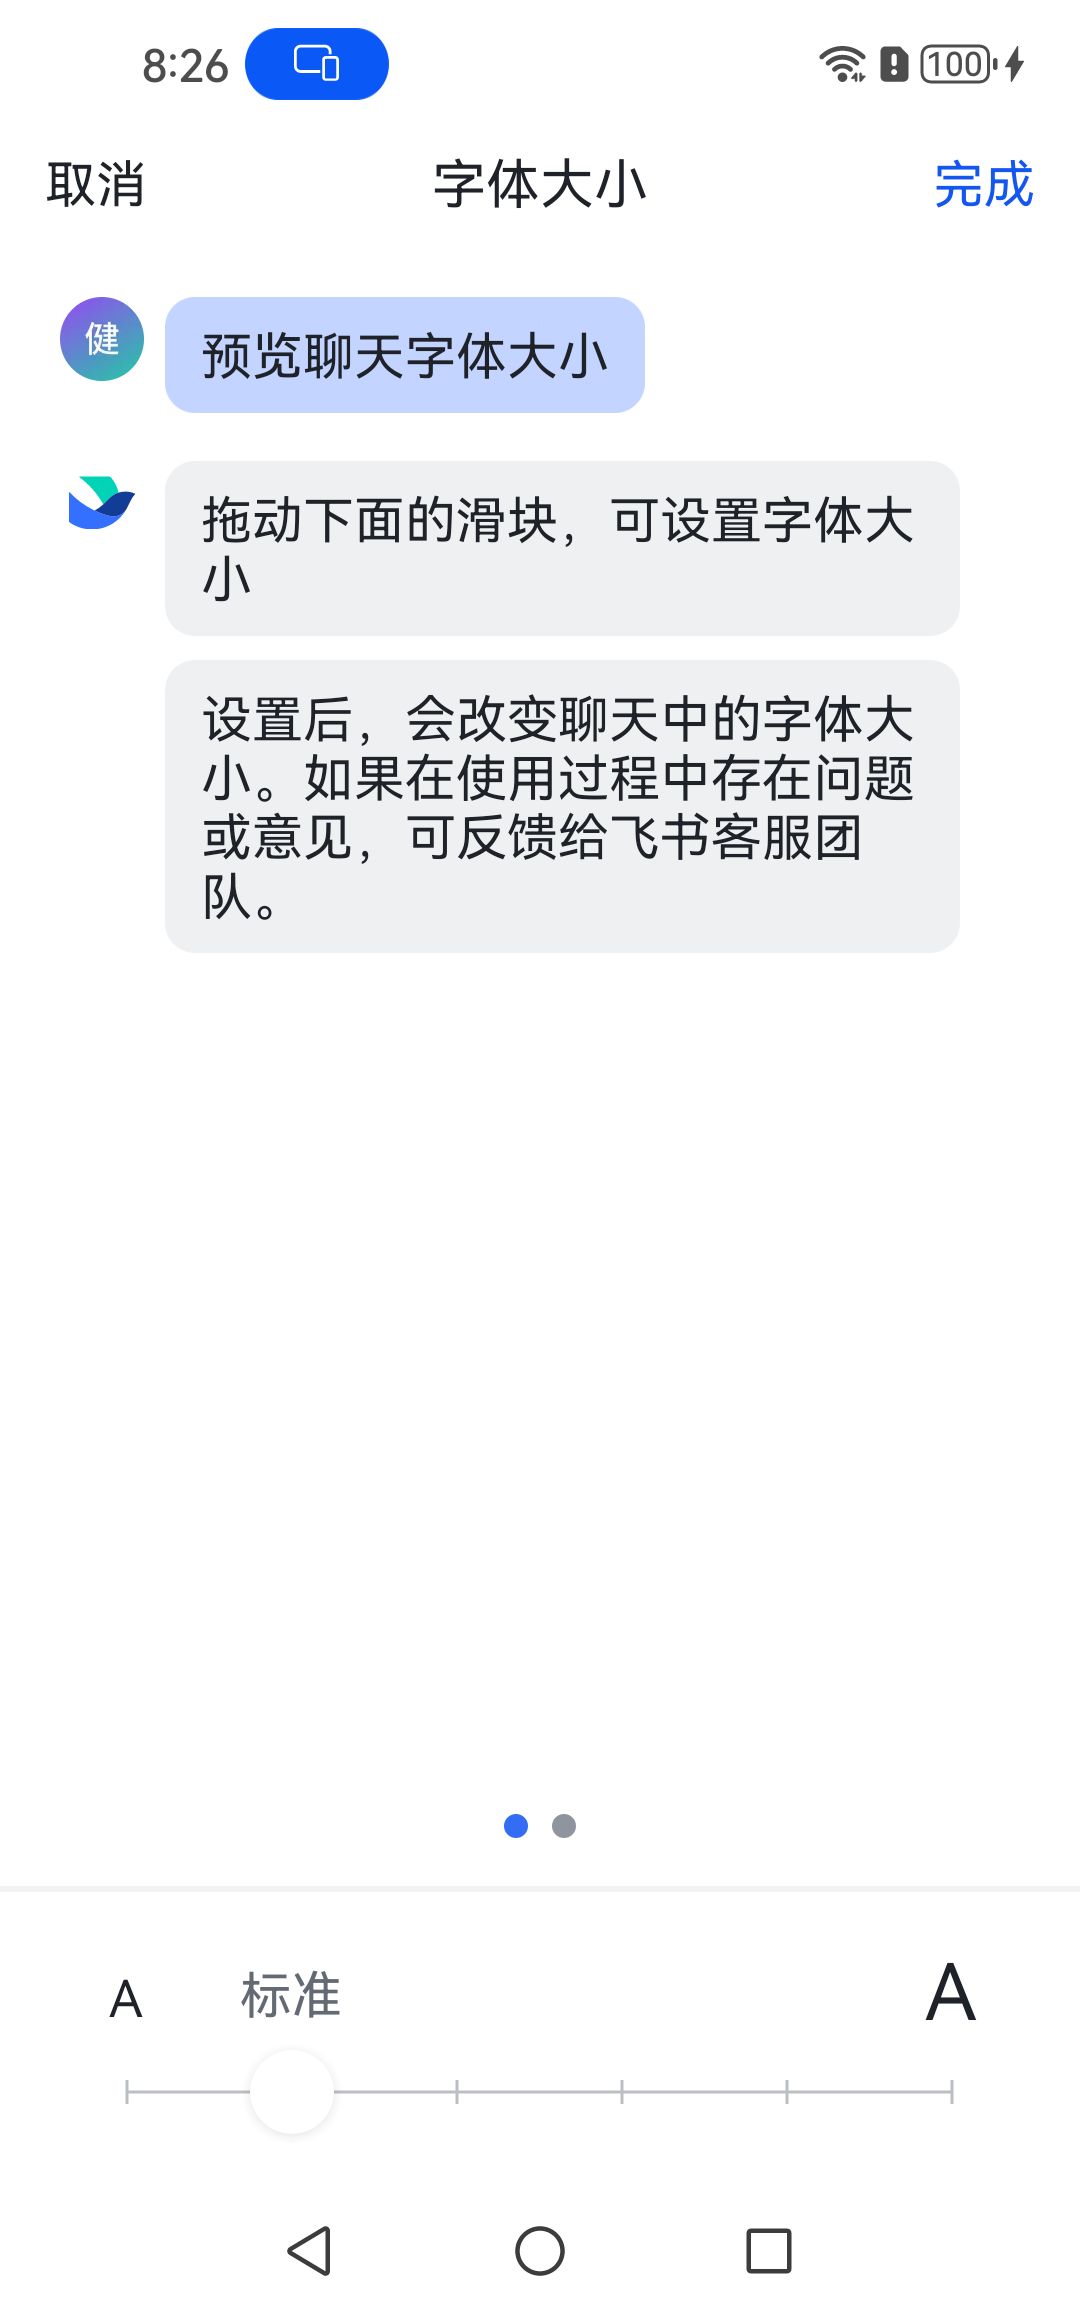 8:26
100
取消
字体大小
完成
健
预览聊天字体大小
拖动下面的滑块，可设置字体大
小
设置后，会改变聊天中的字体大
小。如果在使用过程中存在问题
或意见，可反馈给飞书客服团
队。
A
标准
A